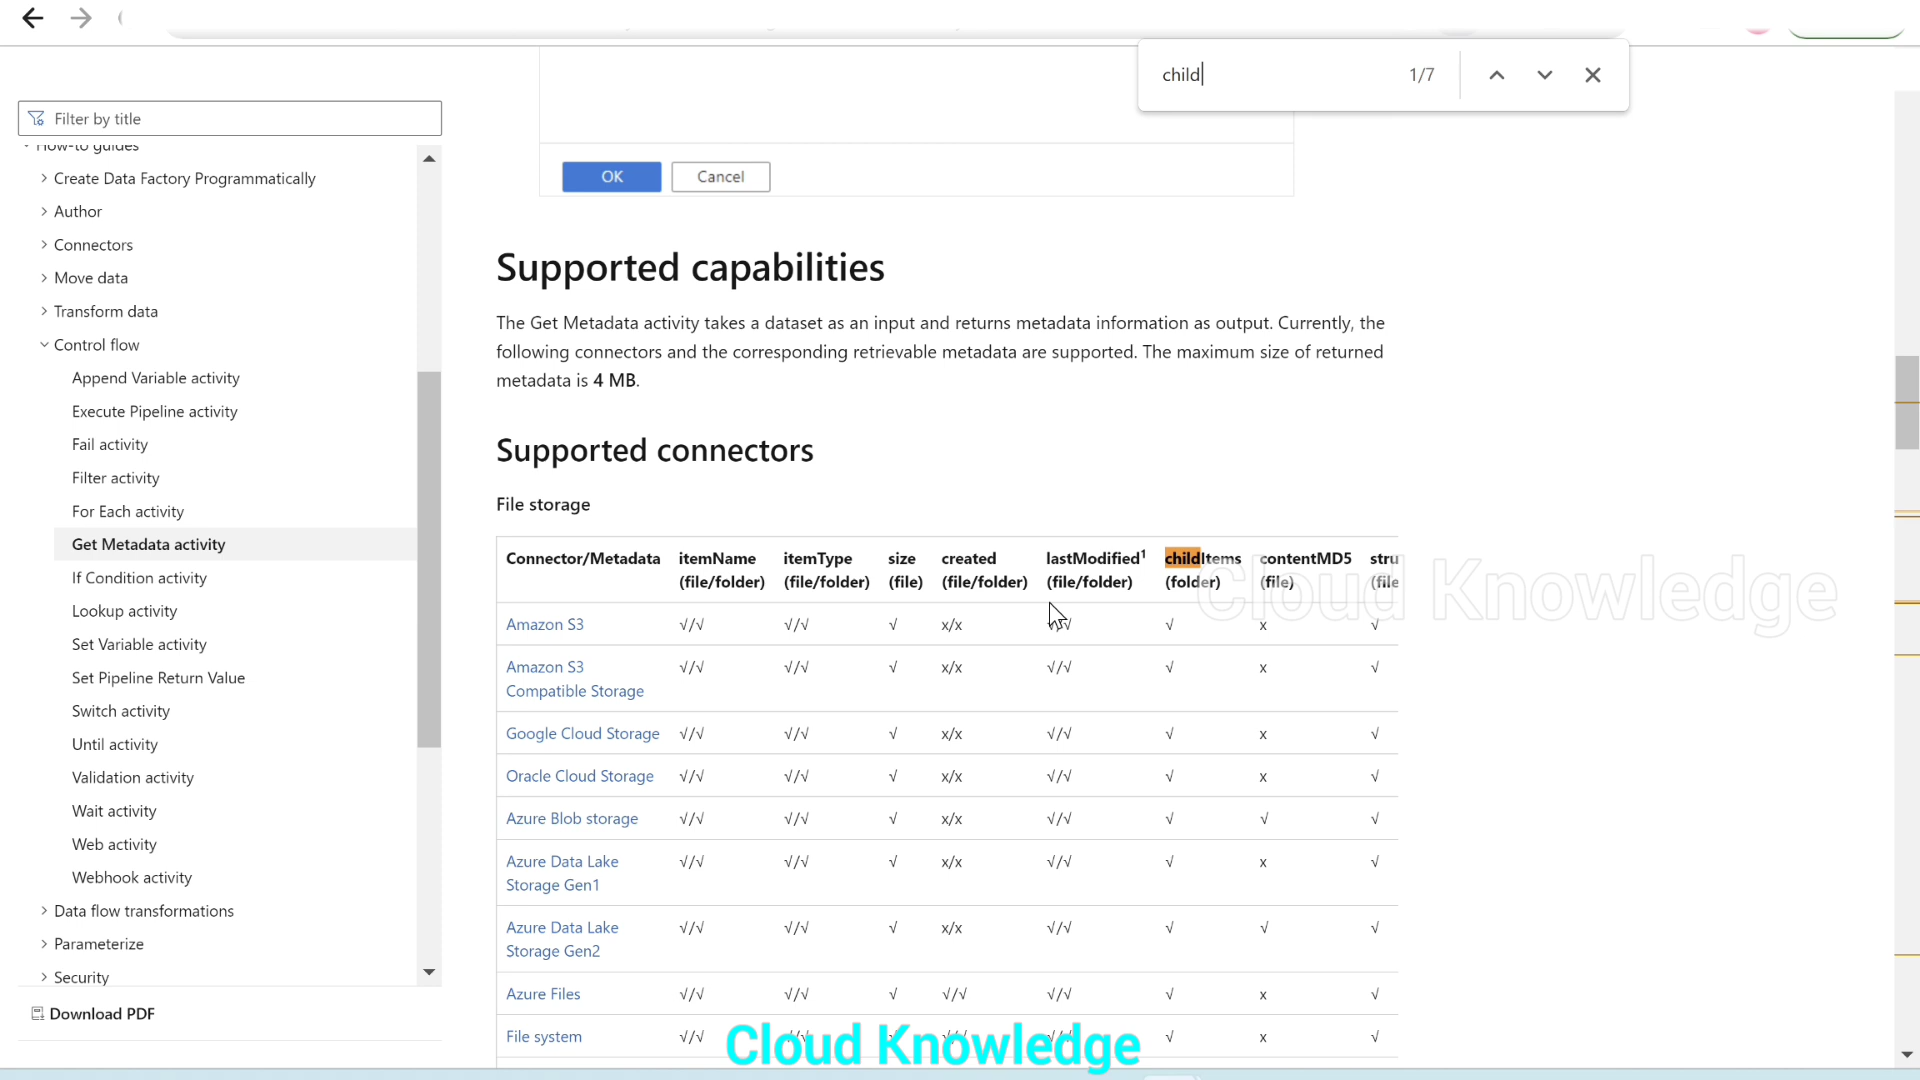 child 1/7
Filter by title
How-to guides
Create Data Factory Programmatically
Author
Connectors
Move data
Transform data
Control flow
Append Variable activity
Execute Pipeline activity
Fail activity
Filter activity
For Each activity
Get Metadata activity
If Condition activity
Lookup activity
Set Variable activity
Set Pipeline Return Value
Switch activity
Until activity
Validation activity
Wait activity
Web activity
Webhook activity
Data flow transformations
Parameterize
Security
Download PDF
OK Cancel
Supported capabilities
The Get Metadata activity takes a dataset as an input and returns metadata information as output. Currently, the
following connectors and the corresponding retrievable metadata are supported. The maximum size of returned
metadata is 4 MB.
Supported connectors
File storage
Connector/Metadata itemName itemType size created lastModified¹ childItems contentMD5 stru
(file/folder) (file/folder) (file) (file/folder) (file/folder) (folder) (file) (file
Amazon S3 √/√ √/√ √ x/x √/√ √ x √
Amazon S3 √/√ √/√ √ x/x √/√ √ x √
Compatible Storage
Google Cloud Storage √/√ √/√ √ x/x √/√ √ x √
Oracle Cloud Storage √/√ √/√ √ x/x √/√ √ x √
Azure Blob storage √/√ √/√ √ x/x √/√ √ √ √
Azure Data Lake √/√ √/√ √ x/x √/√ √ x √
Storage Gen1
Azure Data Lake √/√ √/√ √ x/x √/√ √ √ √
Storage Gen2
Azure Files √/√ √/√ √ √/√ √/√ √ x √
File system √/√ √/√ √ √/√ √/√ √ x √
Cloud Knowledge
Cloud Knowledge